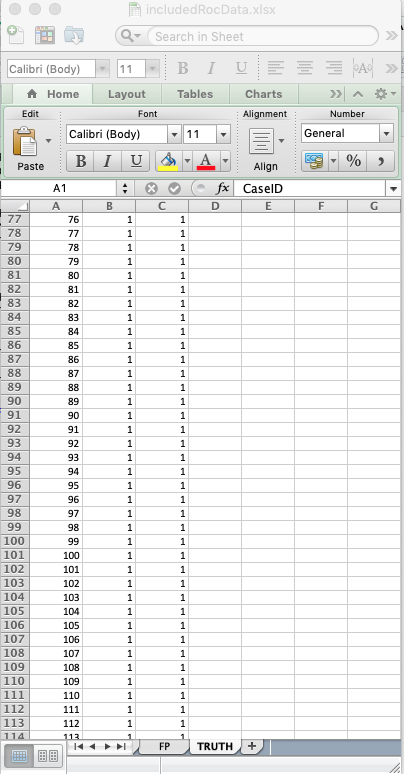 includedRocData.xlsx
Search in Sheet
Calibri (Body) 11 B I U A
Home Layout Tables Charts
Edit Font Alignment Number
Calibri (Body) 11 General
B I U A
Paste Align % ,
A1 fx CaseID
A B C D E F G
77 76 1 1
78 77 1 1
79 78 1 1
80 79 1 1
81 80 1 1
82 81 1 1
83 82 1 1
84 83 1 1
85 84 1 1
86 85 1 1
87 86 1 1
88 87 1 1
89 88 1 1
90 89 1 1
91 90 1 1
92 91 1 1
93 92 1 1
94 93 1 1
95 94 1 1
96 95 1 1
97 96 1 1
98 97 1 1
99 98 1 1
100 99 1 1
101 100 1 1
102 101 1 1
103 102 1 1
104 103 1 1
105 104 1 1
106 105 1 1
107 106 1 1
108 107 1 1
109 108 1 1
110 109 1 1
111 110 1 1
112 111 1 1
113 112 1 1
114 113 1 1
FP TRUTH